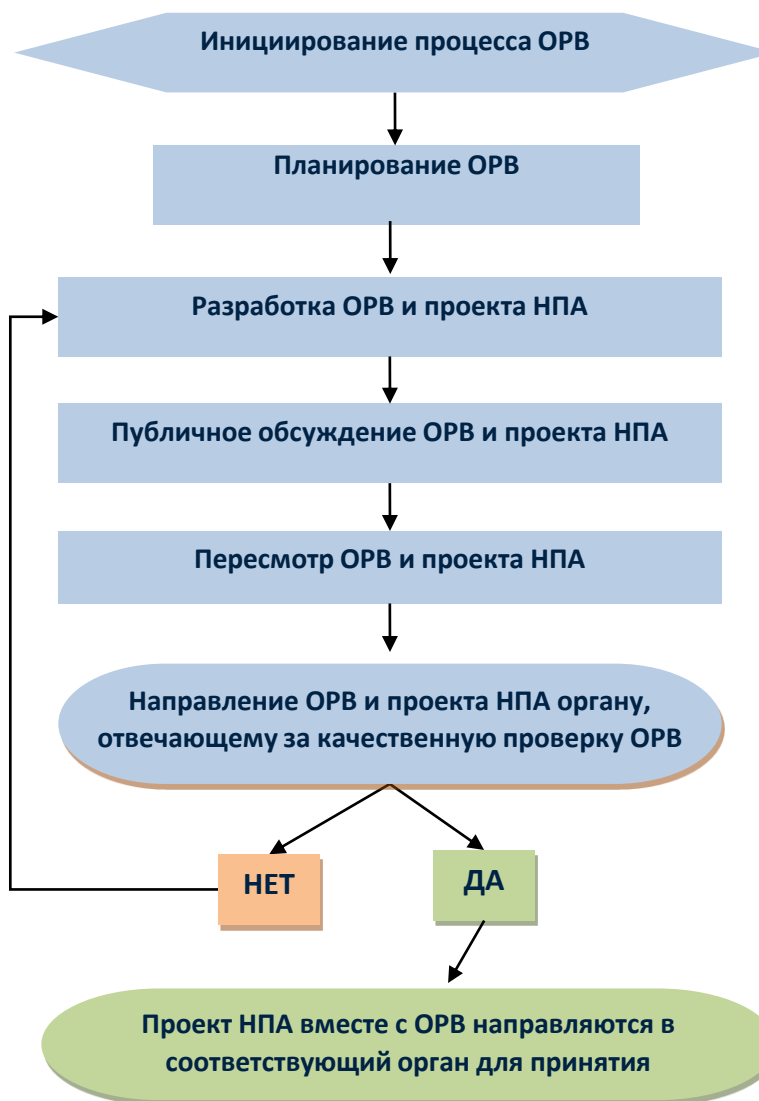 Инициирование процесса ОРВ
Планирование ОРВ
Разработка ОРВ и проекта НПА
Публичное обсуждение ОРВ и проекта НПА
Пересмотр ОРВ и проекта НПА
Направление ОРВ и проекта НПА органу,
отвечающему за качественную проверку ОРВ
НЕТ
ДА
Проект НПА вместе с ОРВ направляются в
соответствующий орган для принятия